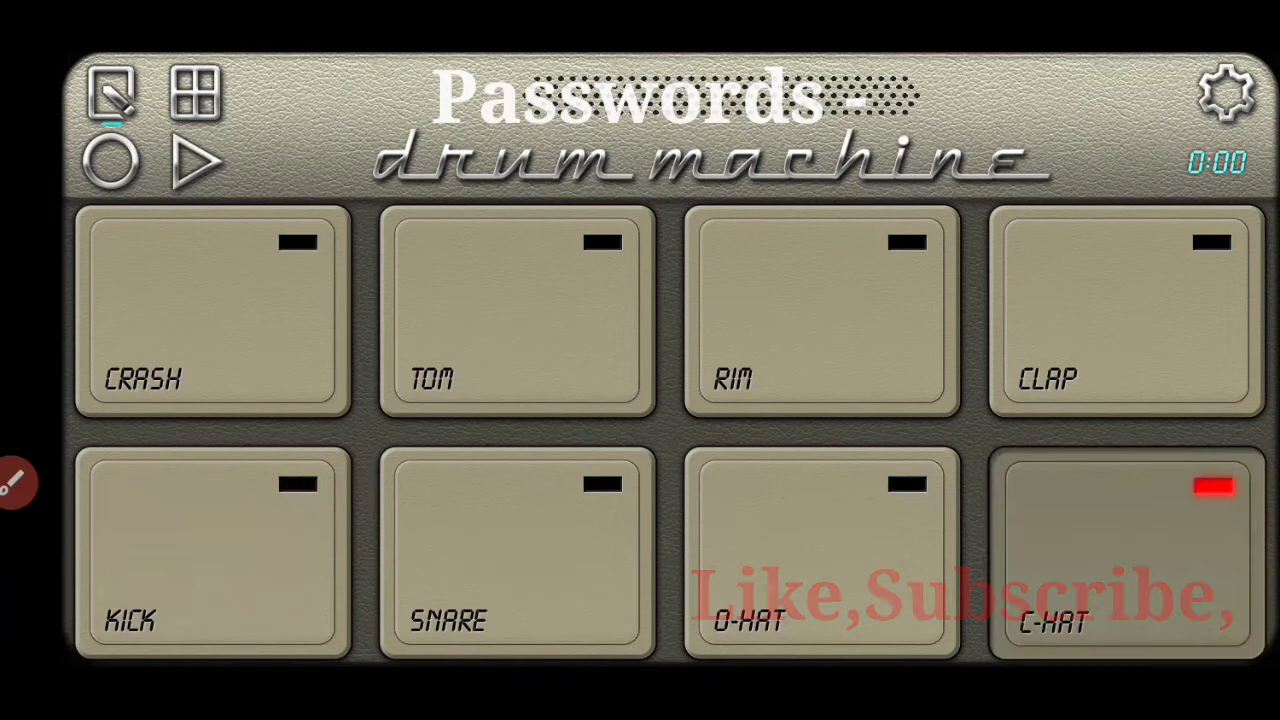 Passwords -
drum machine
0:00
CRASH
TOM
RIM
CLAP
KICK
SNARE
O-HAT
C-HAT
Like,Subscribe,